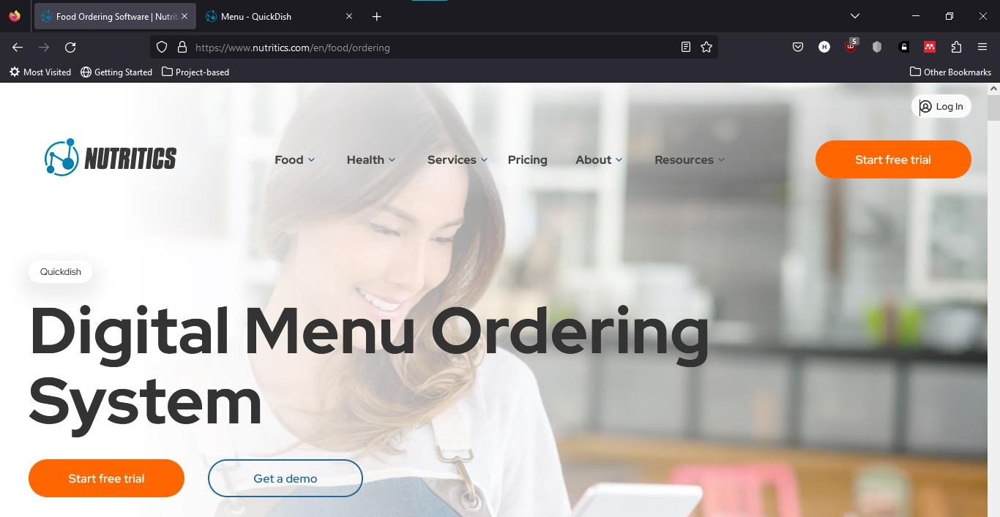 Food Ordering Software | Nutrit
Menu - QuickDish
https://www.nutritics.com/en/food/ordering
5
H
Most Visited
Getting Started
Project-based
Other Bookmarks
Log In
NUTRITICS
Food
Health
Services
Pricing
About
Resources
Start free trial
Quickdish
Digital Menu Ordering
System
Start free trial
Get a demo